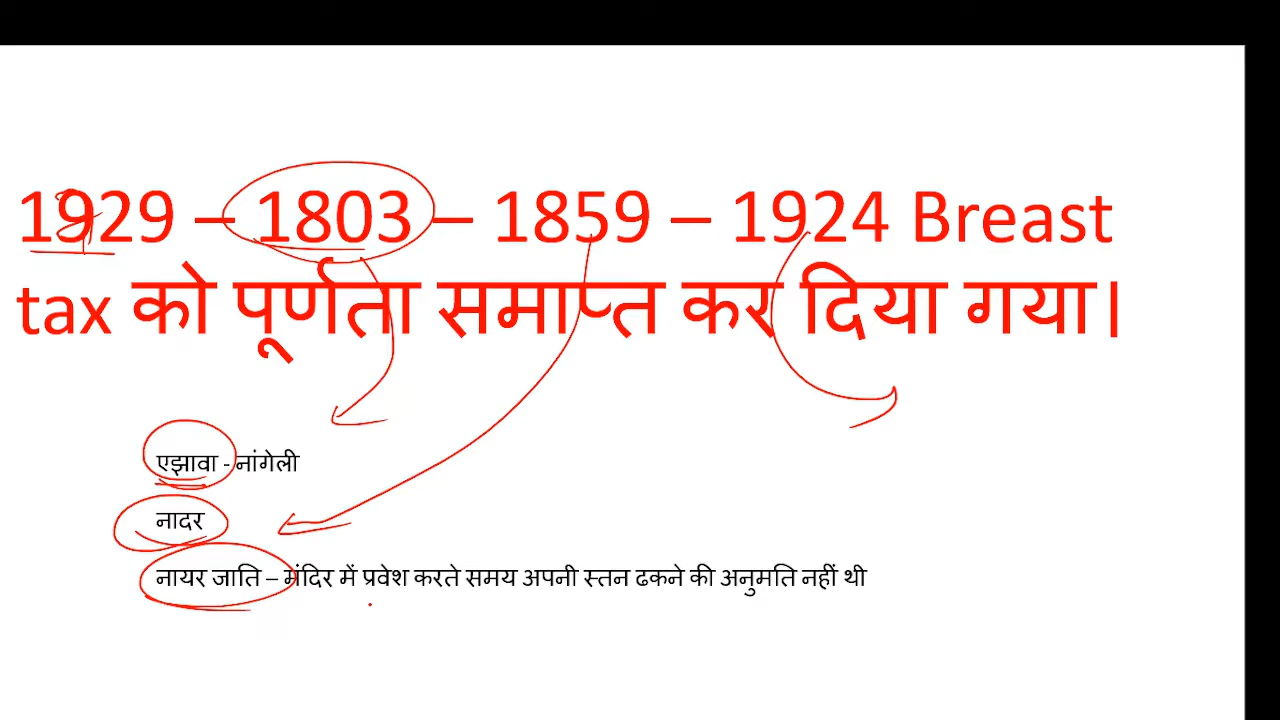 1929 – 1803 – 1859 – 1924 Breast
tax को पूर्णता समाप्त कर दिया गया।
एझावा - नांगेली
नादर
नायर जाति – मंदिर में प्रवेश करते समय अपनी स्तन ढकने की अनुमति नहीं थी